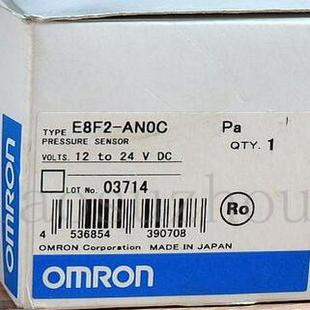 TYPE E8F2-AN0C Pa
PRESSURE SENSOR QTY. 1
VOLTS. 12 to 24 V DC
LOT No. 03714
Ro
4 536854 390708
OMRON Corporation MADE IN JAPAN
OMRON
OMRON